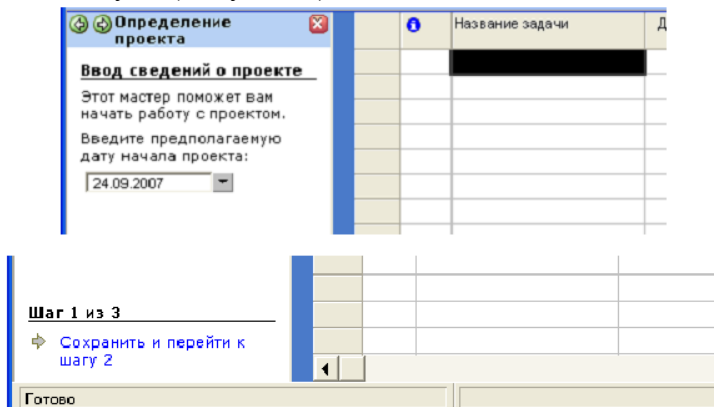 Определение
проекта
Название задачи
Д
Ввод сведений о проекте
Этот мастер поможет вам
начать работу с проектом.
Введите предполагаемую
дату начала проекта:
24.09.2007
Шаг 1 из 3
Сохранить и перейти к
шагу 2
Готово